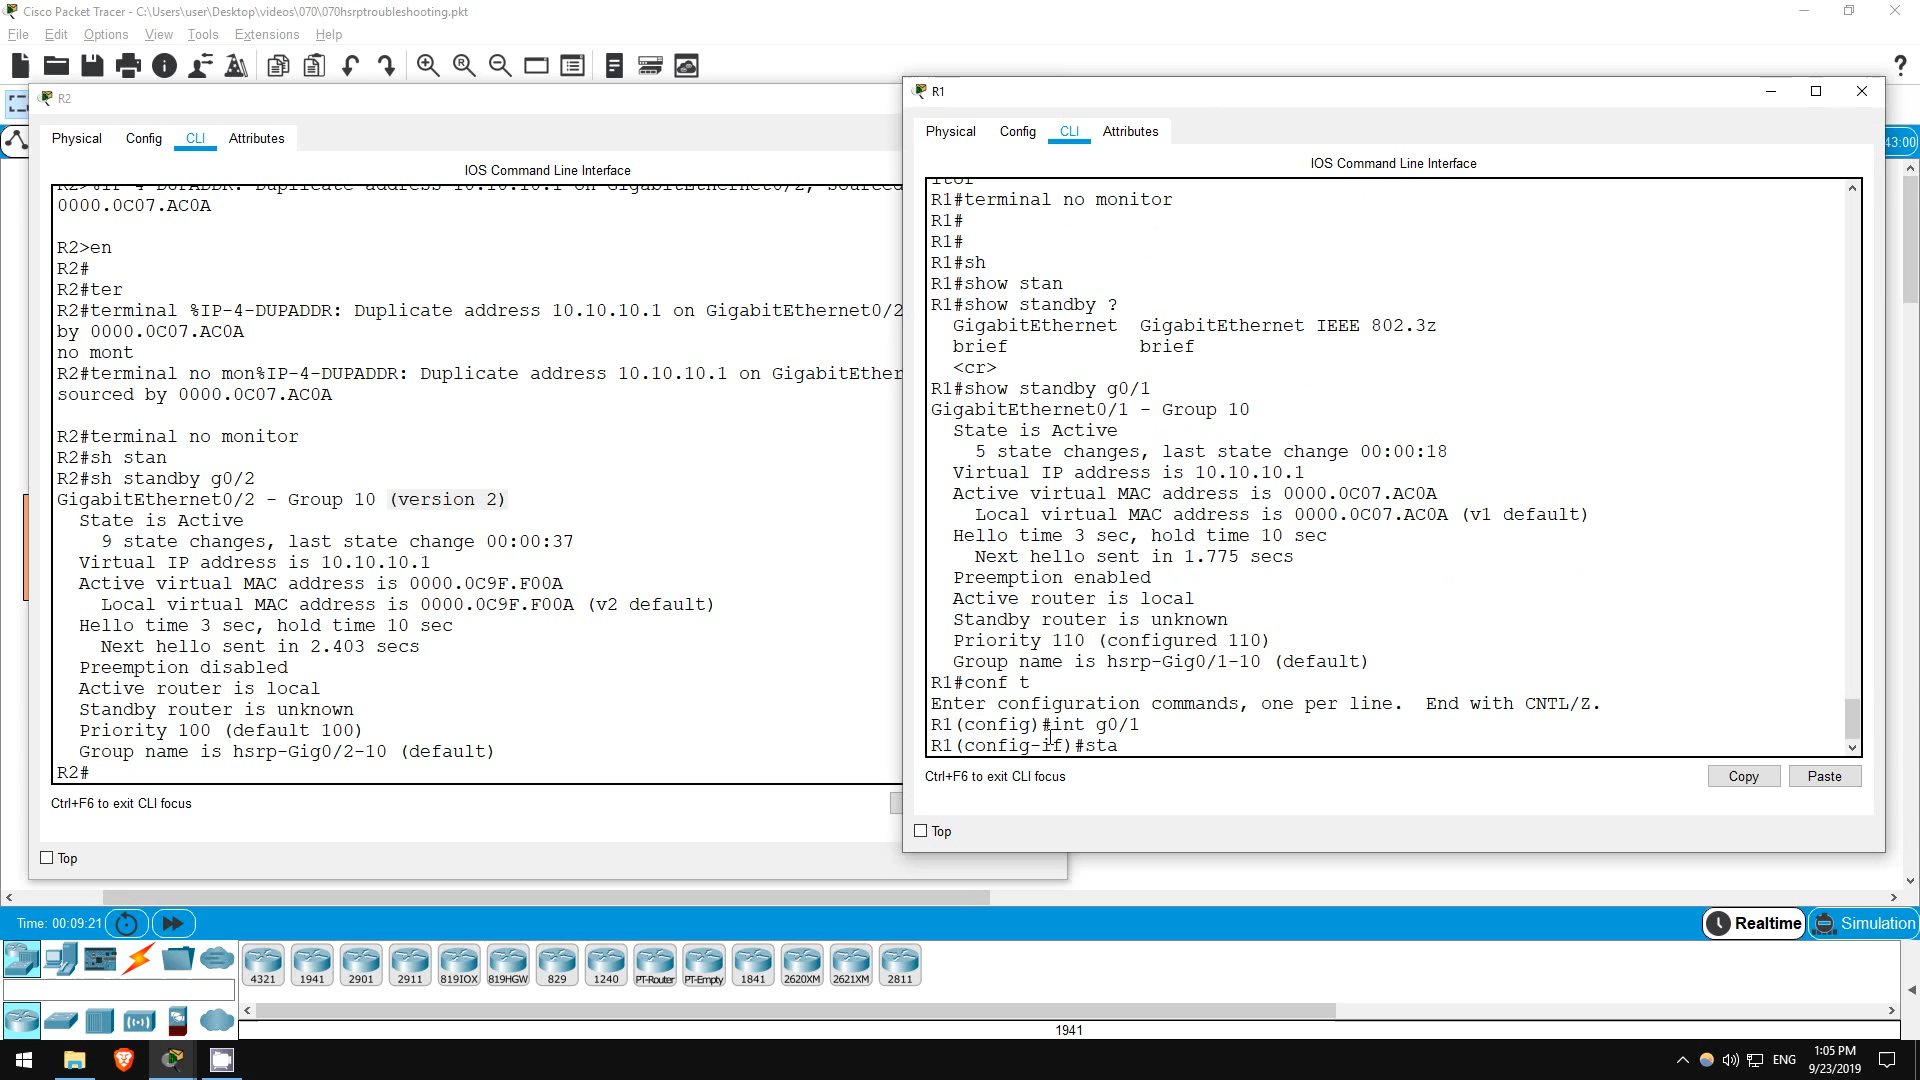 Cisco Packet Tracer - C:\Users\user\Desktop\videos\070\070hsrptroubleshooting.pkt
File Edit Options View Tools Extensions Help
R2
Physical Config CLI Attributes
IOS Command Line Interface
R2>%IP-4-DUPADDR: Duplicate address 10.10.10.1 on GigabitEthernet0/2, sourced
0000.0C07.AC0A
R2>en
R2#
R2#ter
R2#terminal %IP-4-DUPADDR: Duplicate address 10.10.10.1 on GigabitEthernet0/2
by 0000.0C07.AC0A
no mont
R2#terminal no mon%IP-4-DUPADDR: Duplicate address 10.10.10.1 on GigabitEther
sourced by 0000.0C07.AC0A
R2#terminal no monitor
R2#sh stan
R2#sh standby g0/2
GigabitEthernet0/2 - Group 10 (version 2)
State is Active
9 state changes, last state change 00:00:37
Virtual IP address is 10.10.10.1
Active virtual MAC address is 0000.0C9F.F00A
Local virtual MAC address is 0000.0C9F.F00A (v2 default)
Hello time 3 sec, hold time 10 sec
Next hello sent in 2.403 secs
Preemption disabled
Active router is local
Standby router is unknown
Priority 100 (default 100)
Group name is hsrp-Gig0/2-10 (default)
R2#
Ctrl+F6 to exit CLI focus
Top
R1
Physical Config CLI Attributes
43:00
IOS Command Line Interface
itor
R1#terminal no monitor
R1#
R1#
R1#sh
R1#show stan
R1#show standby ?
GigabitEthernet GigabitEthernet IEEE 802.3z
brief brief
<cr>
R1#show standby g0/1
GigabitEthernet0/1 - Group 10
State is Active
5 state changes, last state change 00:00:18
Virtual IP address is 10.10.10.1
Active virtual MAC address is 0000.0C07.AC0A
Local virtual MAC address is 0000.0C07.AC0A (v1 default)
Hello time 3 sec, hold time 10 sec
Next hello sent in 1.775 secs
Preemption enabled
Active router is local
Standby router is unknown
Priority 110 (configured 110)
Group name is hsrp-Gig0/1-10 (default)
R1#conf t
Enter configuration commands, one per line. End with CNTL/Z.
R1(config)#int g0/1
R1(config-if)#sta
Ctrl+F6 to exit CLI focus
Copy Paste
Top
Time: 00:09:21
Realtime Simulation
4321 1941 2901 2911 819IOX 819HGW 829 1240 PT-Router PT-Empty 1841 2620XM 2621XM 2811
1941
ENG
1:05 PM
9/23/2019